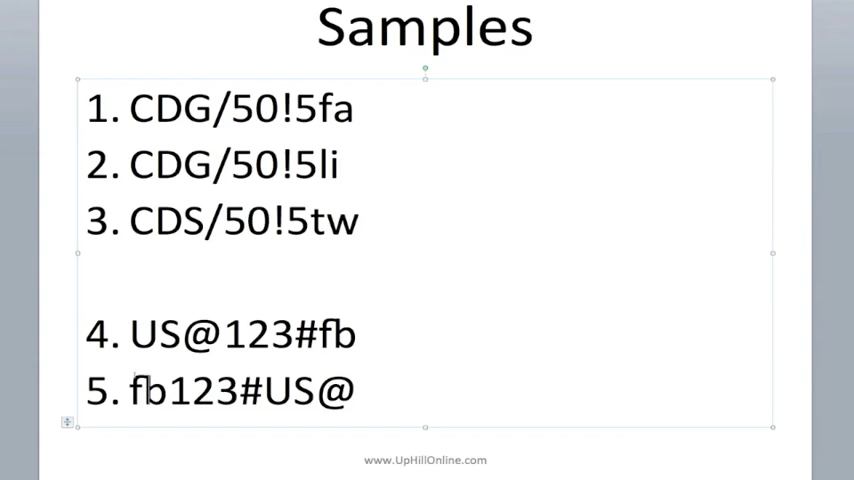 Samples
1. CDG/50!5fa
2. CDG/50!5li
3. CDS/50!5tw
4. US@123#fb
5. fb123#US@
www.UpHillOnline.com